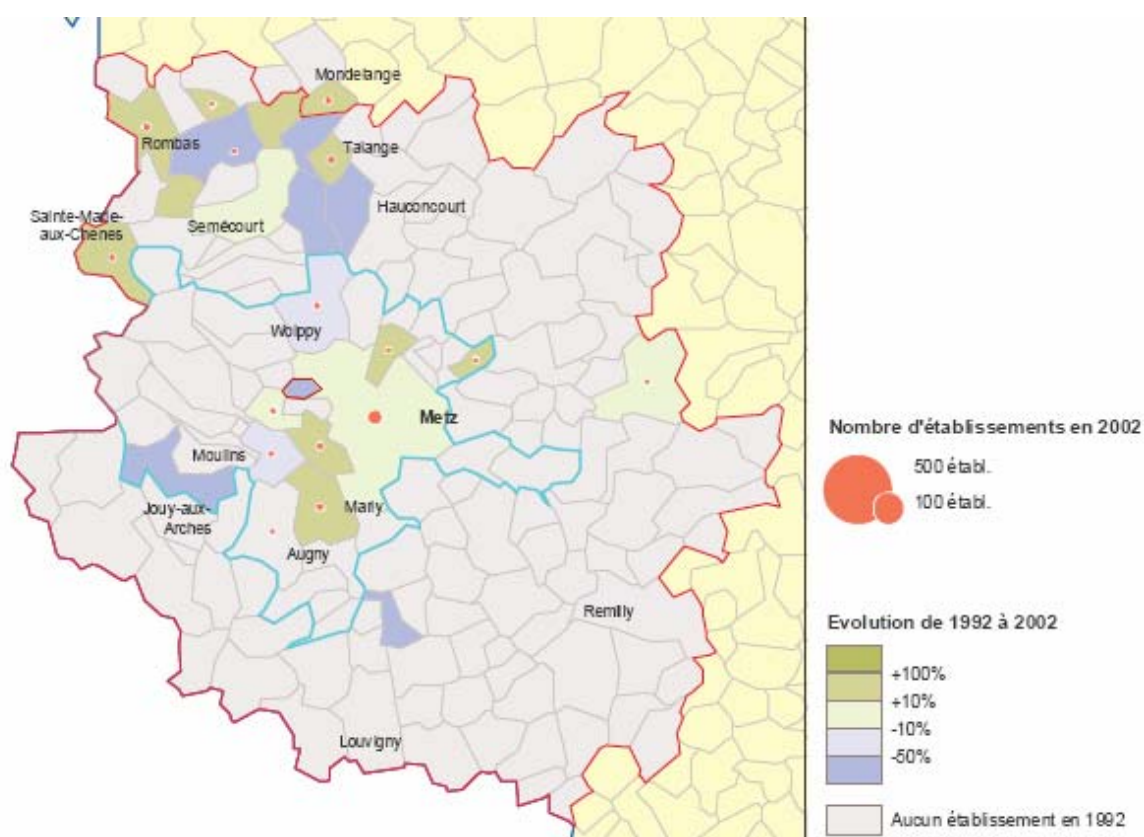 Mondelange
Rombas
Talange
Sainte-Marie-
aux-Chênes
Semécourt
Hauconcourt
Woippy
Metz
Moulins
Jouy-aux-
Arches
Marly
Augny
Remilly
Louvigny
Nombre d'établissements en 2002
500 établ.
100 établ.
Evolution de 1992 à 2002
+100%
+10%
-10%
-50%
Aucun établissement en 1992